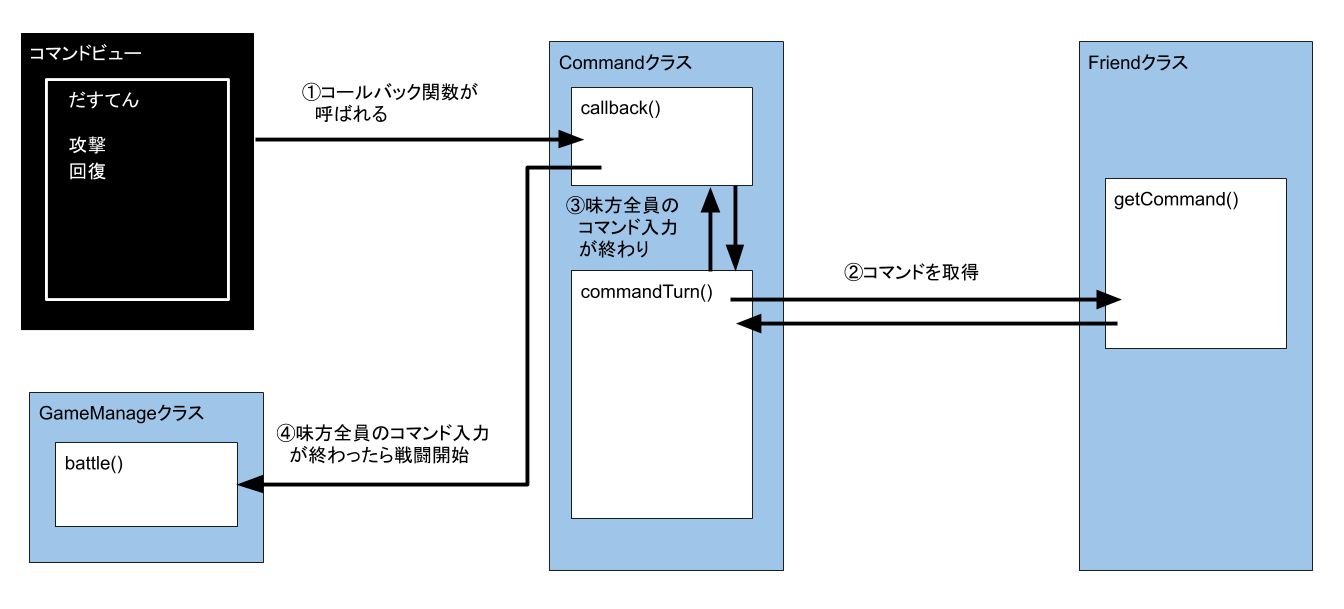 コマンドビュー
だすてん
攻撃
回復
①コールバック関数が
呼ばれる
Commandクラス
callback()
③味方全員の
コマンド入力
が終わり
commandTurn()
②コマンドを取得
Friendクラス
getCommand()
GameManageクラス
battle()
④味方全員のコマンド入力
が終わったら戦闘開始